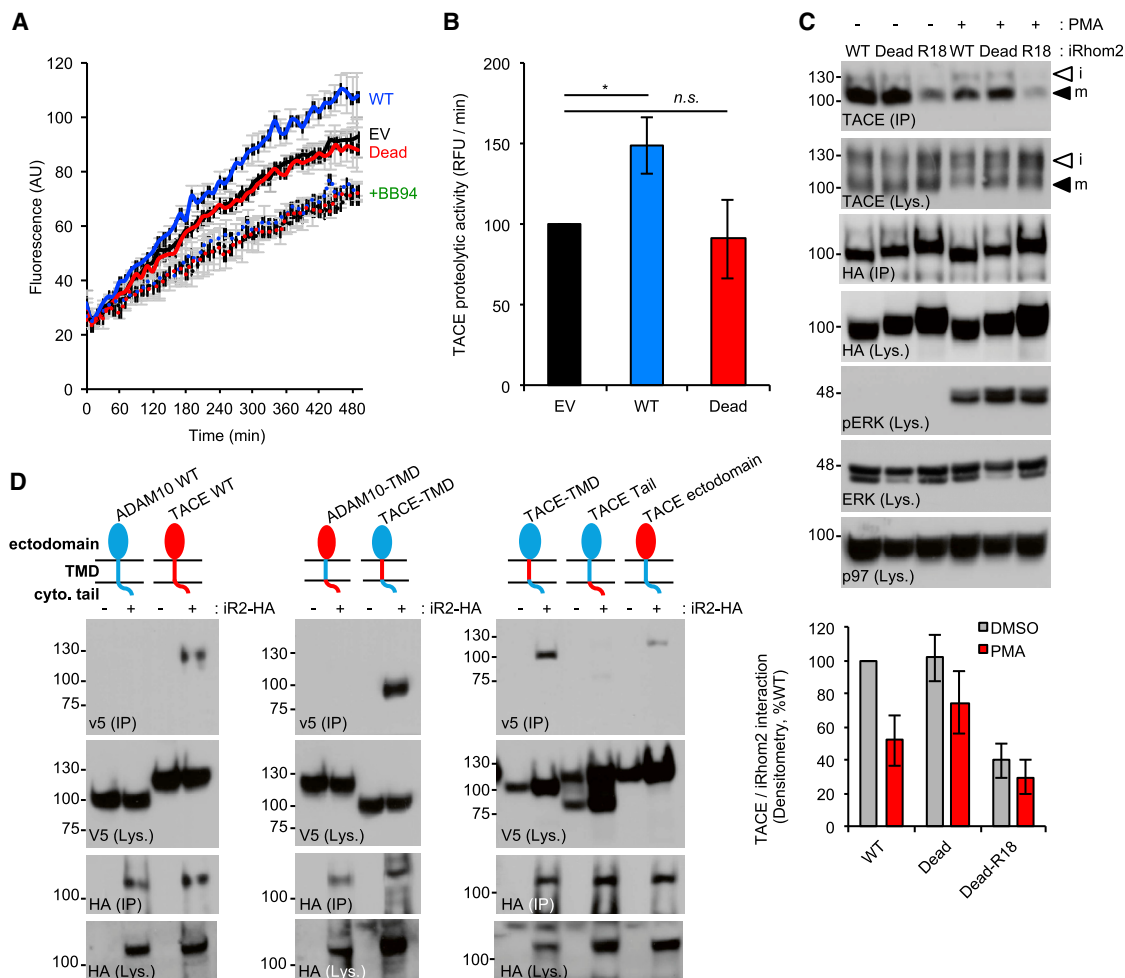 A
Fluorescence (AU)
120
100
80
60
40
20
0
WT
EV
Dead
+BB94
0 60 120 180 240 300 360 420 480
Time (min)
B
TACE proteolytic activity (RFU / min)
200
150
100
50
0
* n.s.
EV WT Dead
C
- - - + + + : PMA
WT Dead R18 WT Dead R18 : iRhom2
130
100
i
m
TACE (IP)
130
100
i
m
TACE (Lys.)
100
HA (IP)
100
HA (Lys.)
48
pERK (Lys.)
48
ERK (Lys.)
100
p97 (Lys.)
TACE / iRhom2 interaction
(Densitometry, %WT)
120
100
80
60
40
20
0
DMSO
PMA
WT Dead Dead-R18
D
ADAM10 WT TACE WT
ADAM10-TMD TACE-TMD
TACE-TMD TACE Tail TACE ectodomain
ectodomain
TMD
cyto. tail
- + - + : iR2-HA
130
100
75
v5 (IP)
130
100
75
V5 (Lys.)
100
HA (IP)
100
HA (Lys.)
- + - + : iR2-HA
130
100
75
v5 (IP)
130
100
75
V5 (Lys.)
100
HA (IP)
100
HA (Lys.)
- + - + - + : iR2-HA
130
100
75
v5 (IP)
130
100
75
V5 (Lys.)
100
HA (IP)
100
HA (Lys.)